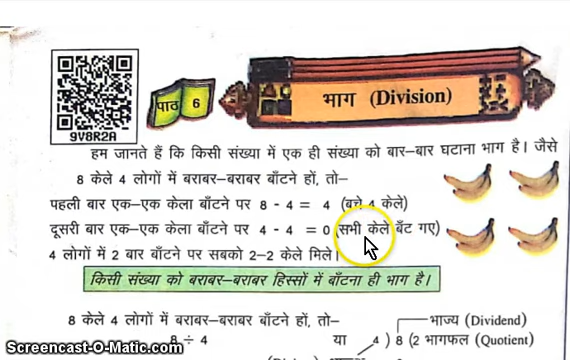 9V8R2A
पाठ 6
भाग (Division)
हम जानते हैं कि किसी संख्या में एक ही संख्या को बार–बार घटाना भाग है। जैसे
8 केले 4 लोगों में बराबर–बराबर बाँटने हों, तो–
पहली बार एक–एक केला बाँटने पर 8 - 4 = 4 (बचे 4 केले)
दूसरी बार एक–एक केला बाँटने पर 4 - 4 = 0 (सभी केले बँट गए)
4 लोगों में 2 बार बाँटने पर सबको 2–2 केले मिले।
किसी संख्या को बराबर–बराबर हिस्सों में बाँटना ही भाग है।
8 केले 4 लोगों में बराबर–बराबर बाँटने हों, तो–
भाज्य (Dividend)
8 ÷ 4 या 4 ) 8 (2 भागफल (Quotient)
Screencast-O-Matic.com